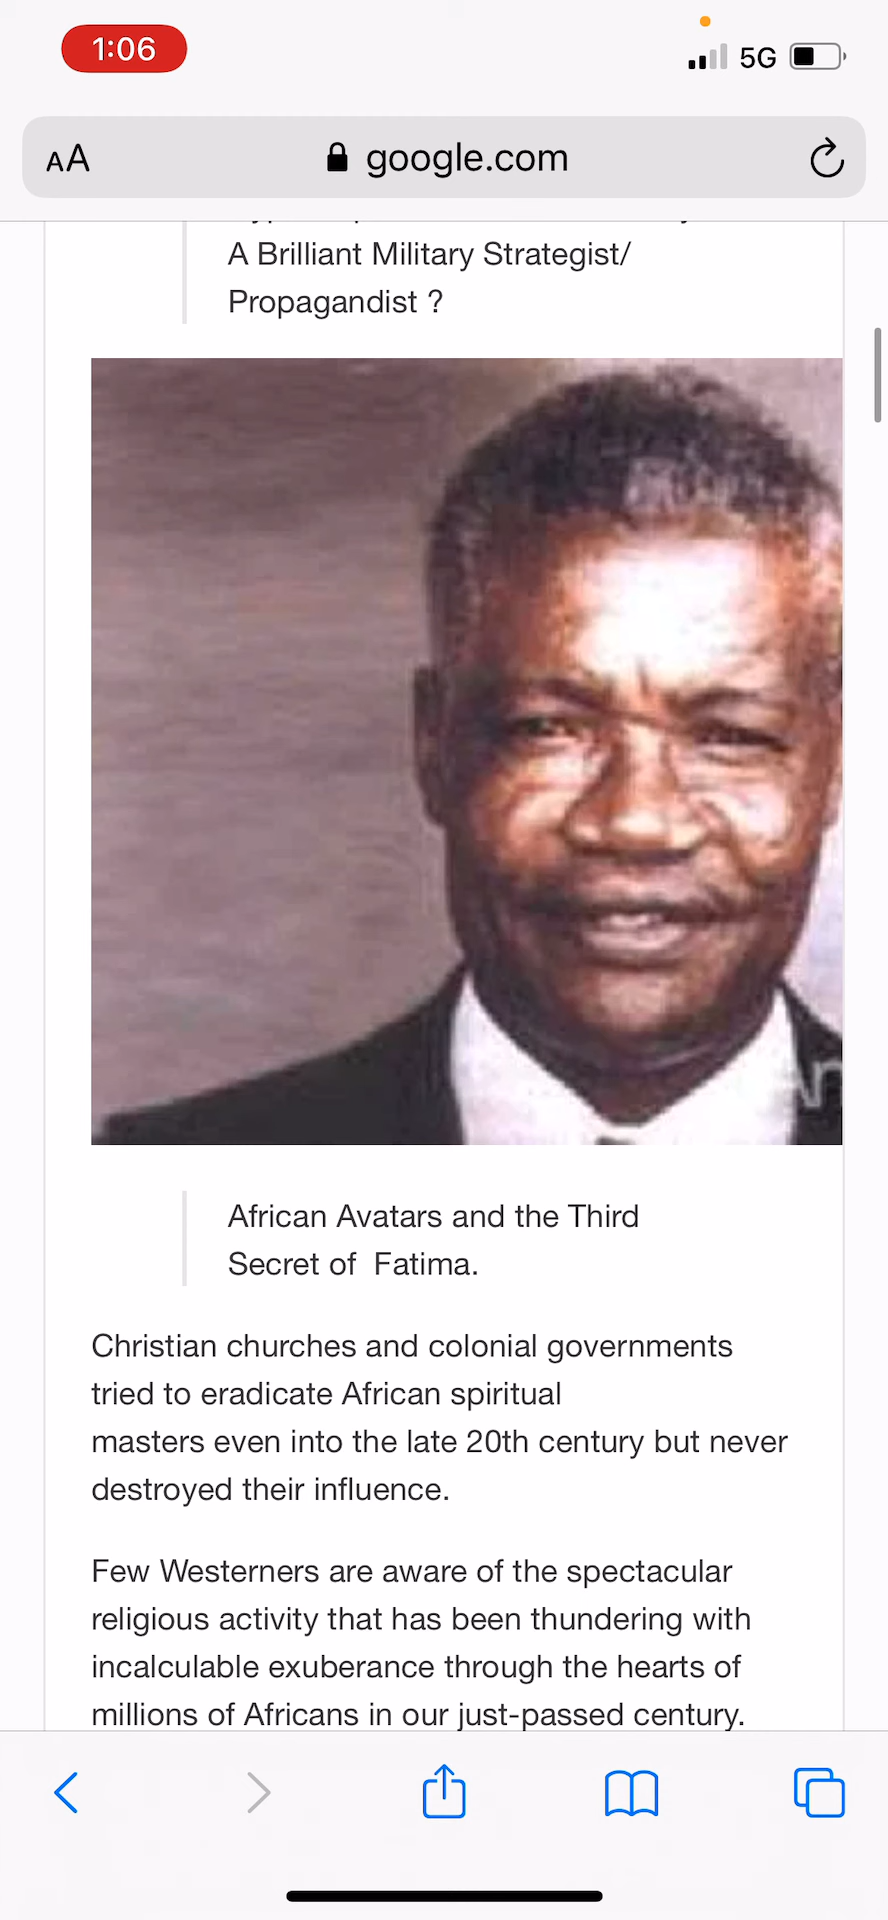 1:06
5G
AA
google.com
A Brilliant Military Strategist/
Propagandist ?
African Avatars and the Third
Secret of  Fatima.
Christian churches and colonial governments
tried to eradicate African spiritual
masters even into the late 20th century but never
destroyed their influence.
Few Westerners are aware of the spectacular
religious activity that has been thundering with
incalculable exuberance through the hearts of
millions of Africans in our just-passed century.